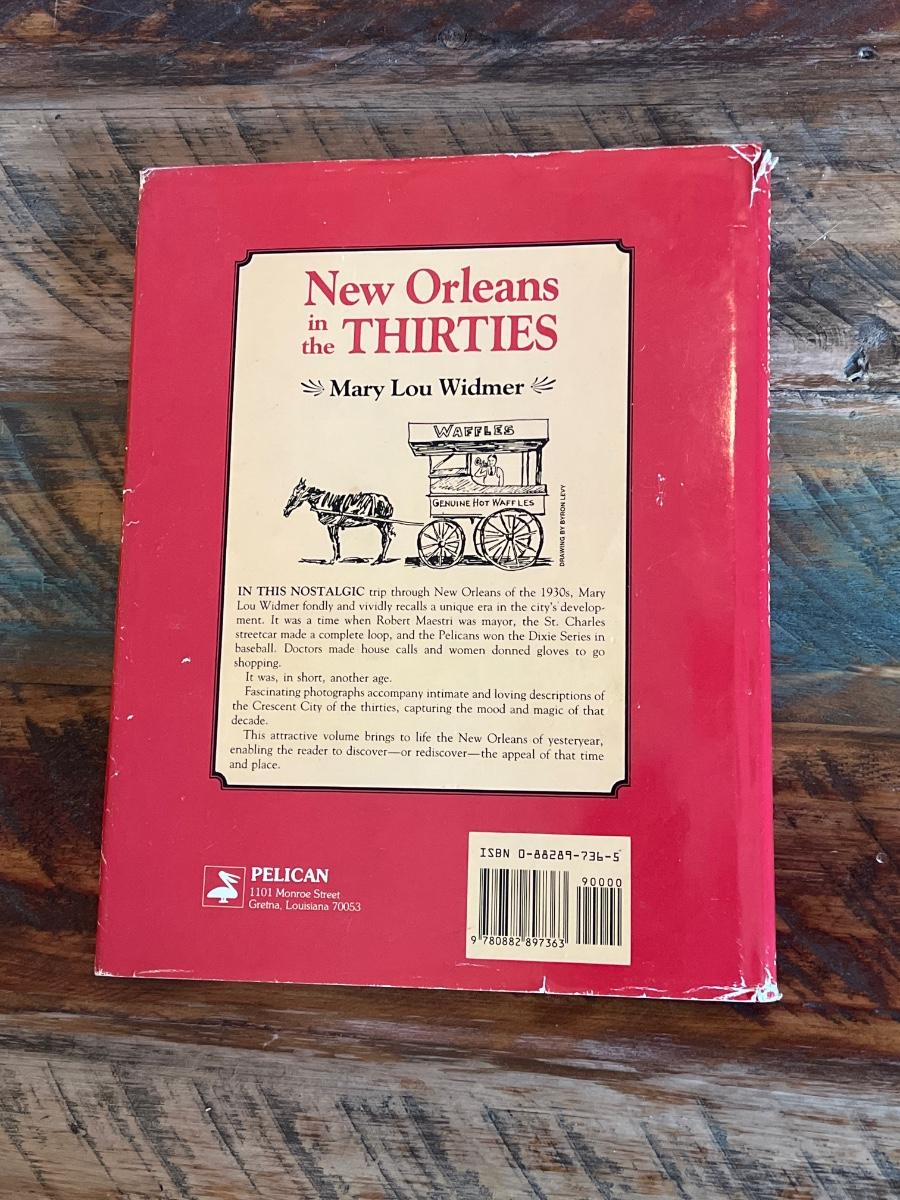 New Orleans
in
the THIRTIES
Mary Lou Widmer
WAFFLES
GENUINE HOT WAFFLES
DRAWING BY BYRON LEVY
IN THIS NOSTALGIC trip through New Orleans of the 1930s, Mary
Lou Widmer fondly and vividly recalls a unique era in the city's develop-
ment. It was a time when Robert Maestri was mayor, the St. Charles
streetcar made a complete loop, and the Pelicans won the Dixie Series in
baseball. Doctors made house calls and women donned gloves to go
shopping.
It was, in short, another age.
Fascinating photographs accompany intimate and loving descriptions of
the Crescent City of the thirties, capturing the mood and magic of that
decade.
This attractive volume brings to life the New Orleans of yesteryear,
enabling the reader to discover—or rediscover—the appeal of that time
and place.
PELICAN
1101 Monroe Street
Gretna, Louisiana 70053
ISBN 0-88289-736-5
90000
9 780882 897363